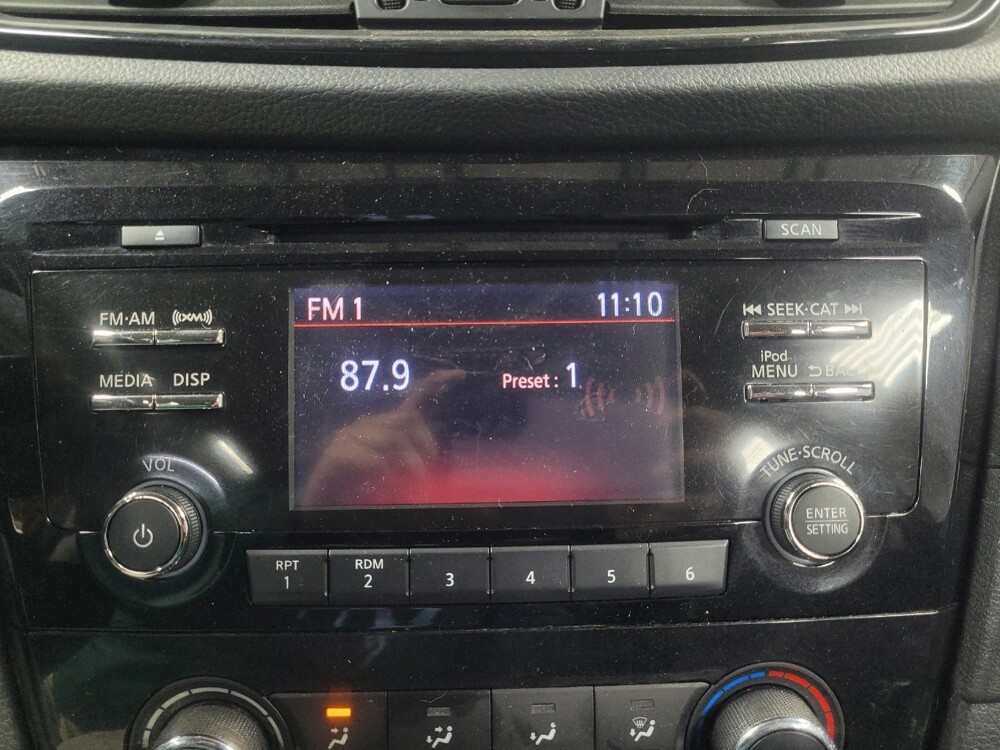 SCAN
FM·AM ((XM))
SEEK·CAT
FM 1 11:10
MEDIA DISP
87.9 Preset : 1
iPod
MENU BACK
VOL
TUNE·SCROLL
ENTER
SETTING
RPT
1
RDM
2
3
4
5
6